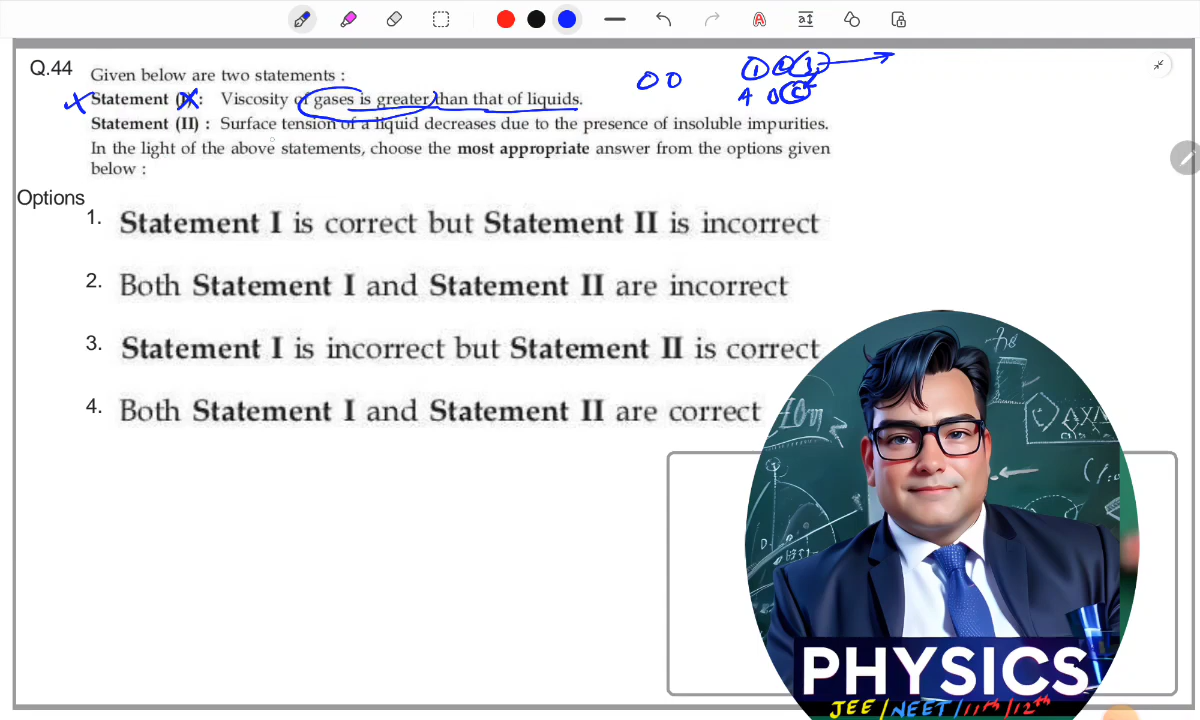 Q.44
Given below are two statements :
Statement (I) : Viscosity of gases is greater than that of liquids.
Statement (II) : Surface tension of a liquid decreases due to the presence of insoluble impurities.
In the light of the above statements, choose the most appropriate answer from the options given
below :
Options
1. Statement I is correct but Statement II is incorrect
2. Both Statement I and Statement II are incorrect
3. Statement I is incorrect but Statement II is correct
4. Both Statement I and Statement II are correct
PHYSICS
JEE/NEET/11th/12th